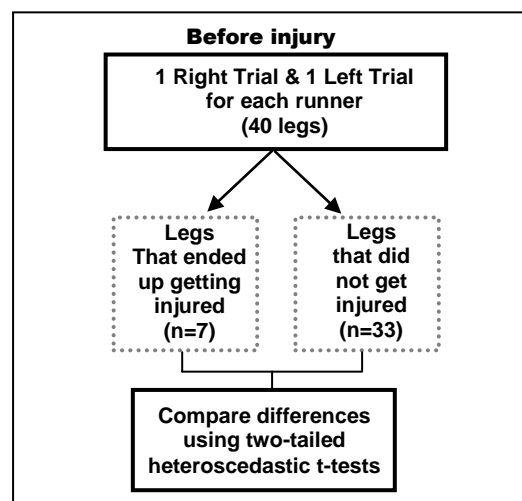 Before injury
1 Right Trial & 1 Left Trial
for each runner
(40 legs)
Legs
That ended
up getting
injured
(n=7)
Legs
that did
not get
injured
(n=33)
Compare differences
using two-tailed
heteroscedastic t-tests